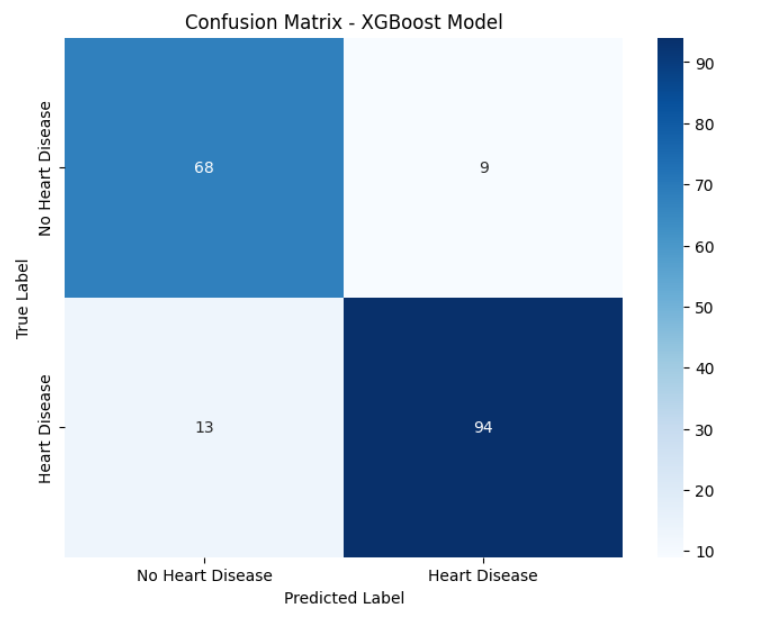 Confusion Matrix - XGBoost Model
True Label
No Heart Disease
Heart Disease
68
9
13
94
No Heart Disease
Heart Disease
Predicted Label
90
80
70
60
50
40
30
20
10